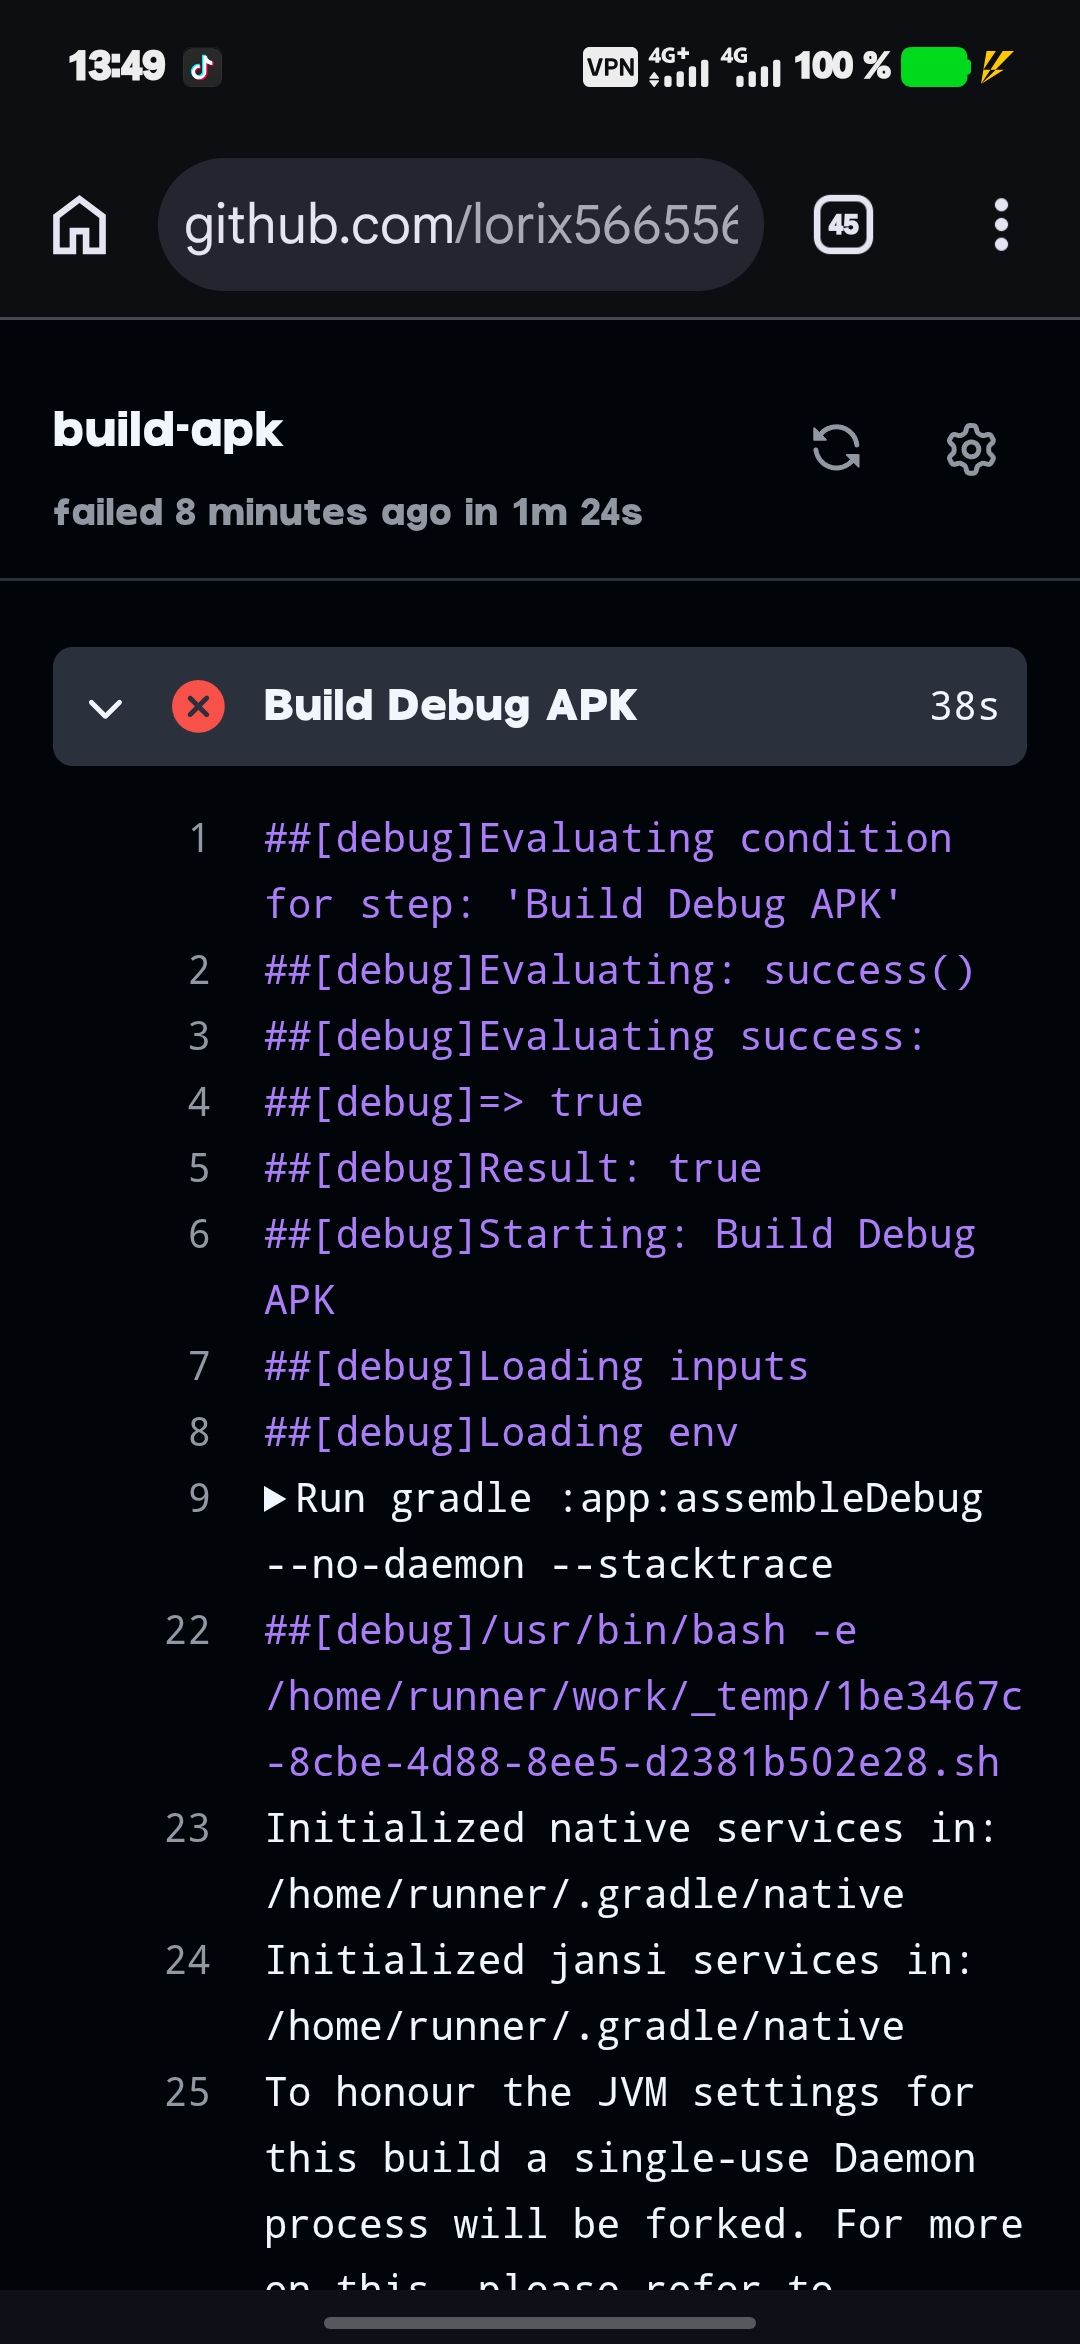 13:49
VPN 4G+ 4G 100 %
github.com/lorix566556
45
build-apk
failed 8 minutes ago in 1m 24s
Build Debug APK 38s
1 ##[debug]Evaluating condition
for step: 'Build Debug APK'
2 ##[debug]Evaluating: success()
3 ##[debug]Evaluating success:
4 ##[debug]=> true
5 ##[debug]Result: true
6 ##[debug]Starting: Build Debug
APK
7 ##[debug]Loading inputs
8 ##[debug]Loading env
9 Run gradle :app:assembleDebug
--no-daemon --stacktrace
22 ##[debug]/usr/bin/bash -e
/home/runner/work/_temp/1be3467c
-8cbe-4d88-8ee5-d2381b502e28.sh
23 Initialized native services in:
/home/runner/.gradle/native
24 Initialized jansi services in:
/home/runner/.gradle/native
25 To honour the JVM settings for
this build a single-use Daemon
process will be forked. For more
on this, please refer to